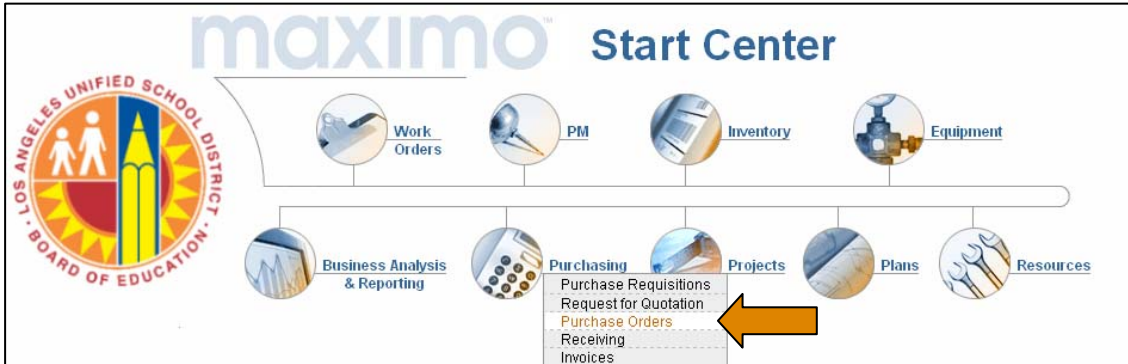 maximo™ Start Center
LOS ANGELES UNIFIED SCHOOL DISTRICT
· BOARD OF EDUCATION ·
Work
Orders
PM
Inventory
Equipment
Business Analysis
& Reporting
Purchasing
Projects
Plans
Resources
Purchase Requisitions
Request for Quotation
Purchase Orders
Receiving
Invoices